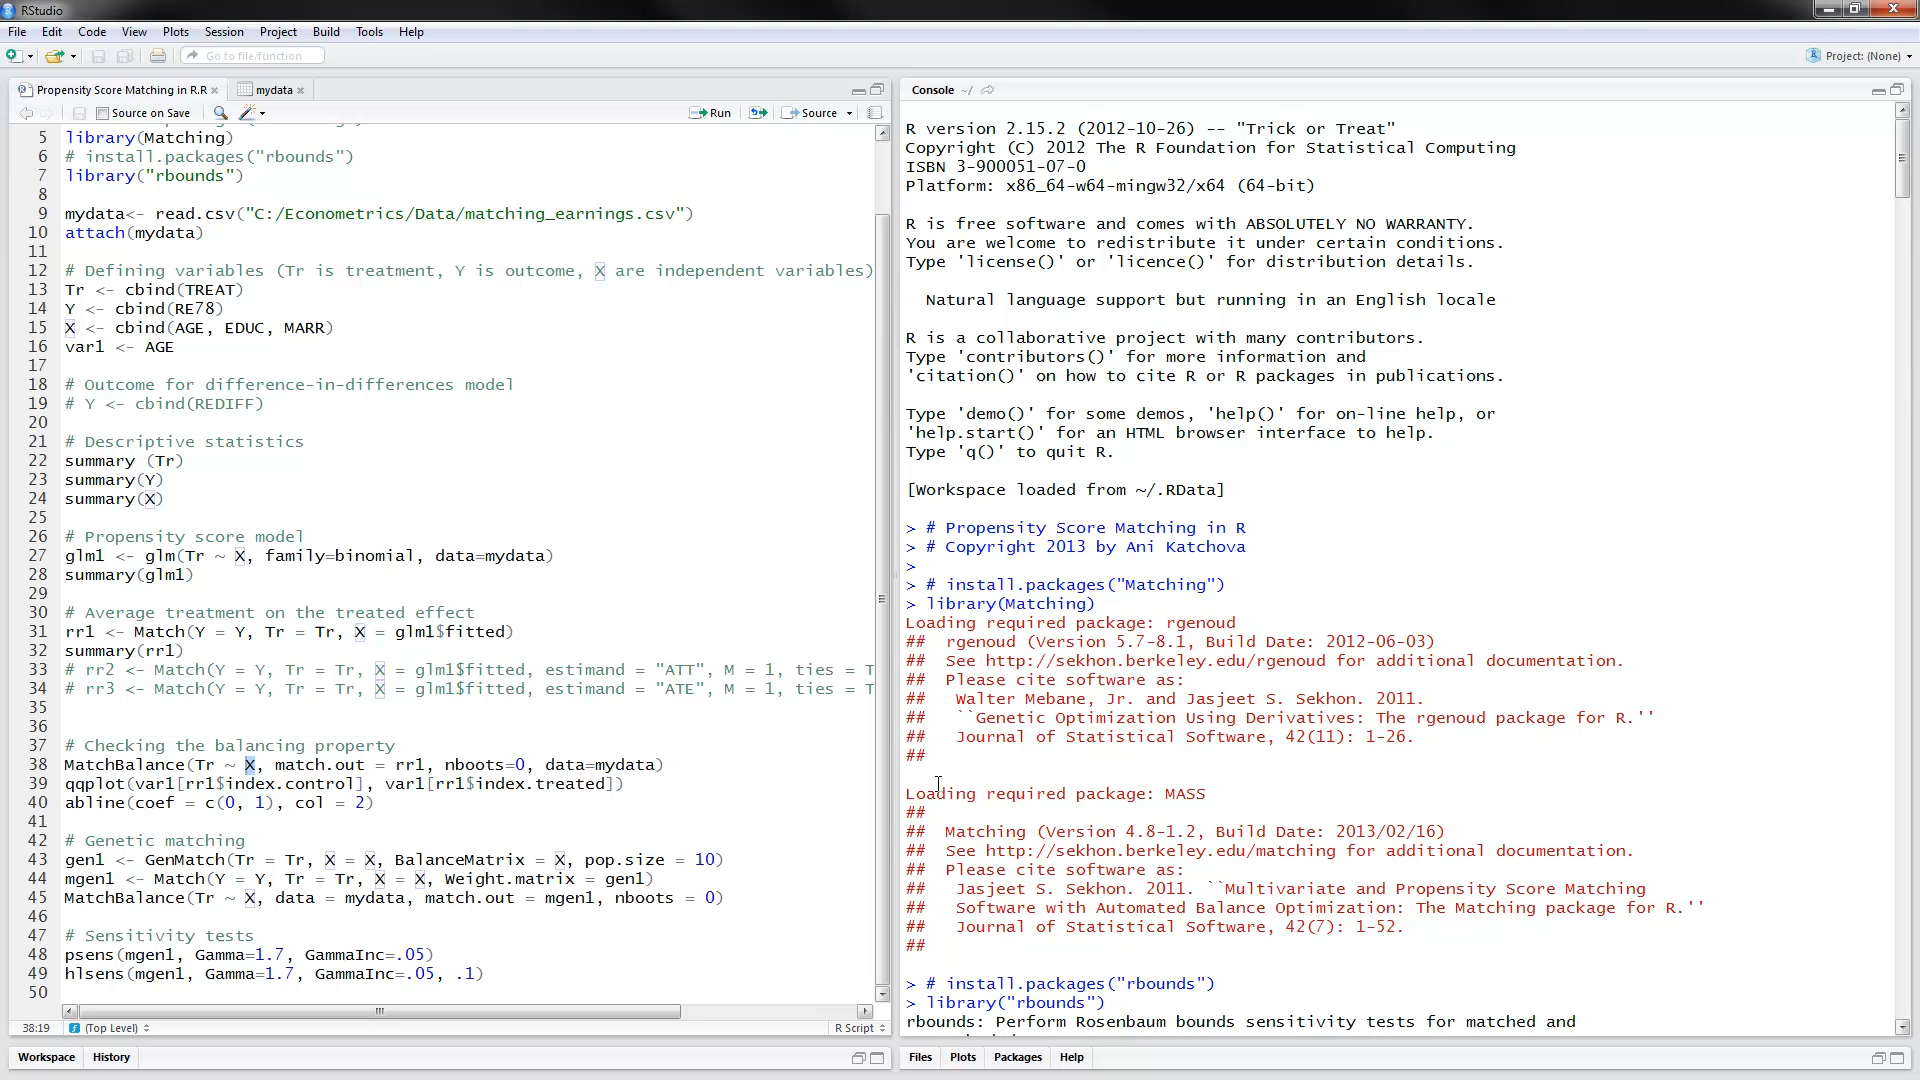 RStudio
File Edit Code View Plots Session Project Build Tools Help
Go to file/function
Project: (None)
Propensity Score Matching in R.R
mydata
Source on Save
Run
Source
5 library(Matching)
6 # install.packages("rbounds")
7 library("rbounds")
8
9 mydata<- read.csv("C:/Econometrics/Data/matching_earnings.csv")
10 attach(mydata)
11
12 # Defining variables (Tr is treatment, Y is outcome, X are independent variables)
13 Tr <- cbind(TREAT)
14 Y <- cbind(RE78)
15 X <- cbind(AGE, EDUC, MARR)
16 var1 <- AGE
17
18 # Outcome for difference-in-differences model
19 # Y <- cbind(REDIFF)
20
21 # Descriptive statistics
22 summary (Tr)
23 summary(Y)
24 summary(X)
25
26 # Propensity score model
27 glm1 <- glm(Tr ~ X, family=binomial, data=mydata)
28 summary(glm1)
29
30 # Average treatment on the treated effect
31 rr1 <- Match(Y = Y, Tr = Tr, X = glm1$fitted)
32 summary(rr1)
33 # rr2 <- Match(Y = Y, Tr = Tr, X = glm1$fitted, estimand = "ATT", M = 1, ties = T
34 # rr3 <- Match(Y = Y, Tr = Tr, X = glm1$fitted, estimand = "ATE", M = 1, ties = T
35
36
37 # Checking the balancing property
38 MatchBalance(Tr ~ X, match.out = rr1, nboots=0, data=mydata)
39 qqplot(var1[rr1$index.control], var1[rr1$index.treated])
40 abline(coef = c(0, 1), col = 2)
41
42 # Genetic matching
43 gen1 <- GenMatch(Tr = Tr, X = X, BalanceMatrix = X, pop.size = 10)
44 mgen1 <- Match(Y = Y, Tr = Tr, X = X, Weight.matrix = gen1)
45 MatchBalance(Tr ~ X, data = mydata, match.out = mgen1, nboots = 0)
46
47 # Sensitivity tests
48 psens(mgen1, Gamma=1.7, GammaInc=.05)
49 hlsens(mgen1, Gamma=1.7, GammaInc=.05, .1)
50
38:19 (Top Level) R Script
Workspace History
Console ~/
R version 2.15.2 (2012-10-26) -- "Trick or Treat"
Copyright (C) 2012 The R Foundation for Statistical Computing
ISBN 3-900051-07-0
Platform: x86_64-w64-mingw32/x64 (64-bit)
R is free software and comes with ABSOLUTELY NO WARRANTY.
You are welcome to redistribute it under certain conditions.
Type 'license()' or 'licence()' for distribution details.
Natural language support but running in an English locale
R is a collaborative project with many contributors.
Type 'contributors()' for more information and
'citation()' on how to cite R or R packages in publications.
Type 'demo()' for some demos, 'help()' for on-line help, or
'help.start()' for an HTML browser interface to help.
Type 'q()' to quit R.
[Workspace loaded from ~/.RData]
> # Propensity Score Matching in R
> # Copyright 2013 by Ani Katchova
>
> # install.packages("Matching")
> library(Matching)
Loading required package: rgenoud
## rgenoud (Version 5.7-8.1, Build Date: 2012-06-03)
## See http://sekhon.berkeley.edu/rgenoud for additional documentation.
## Please cite software as:
## Walter Mebane, Jr. and Jasjeet S. Sekhon. 2011.
## ``Genetic Optimization Using Derivatives: The rgenoud package for R.''
## Journal of Statistical Software, 42(11): 1-26.
##
Loading required package: MASS
##
## Matching (Version 4.8-1.2, Build Date: 2013/02/16)
## See http://sekhon.berkeley.edu/matching for additional documentation.
## Please cite software as:
## Jasjeet S. Sekhon. 2011. ``Multivariate and Propensity Score Matching
## Software with Automated Balance Optimization: The Matching package for R.''
## Journal of Statistical Software, 42(7): 1-52.
##
> # install.packages("rbounds")
> library("rbounds")
rbounds: Perform Rosenbaum bounds sensitivity tests for matched and
Files Plots Packages Help